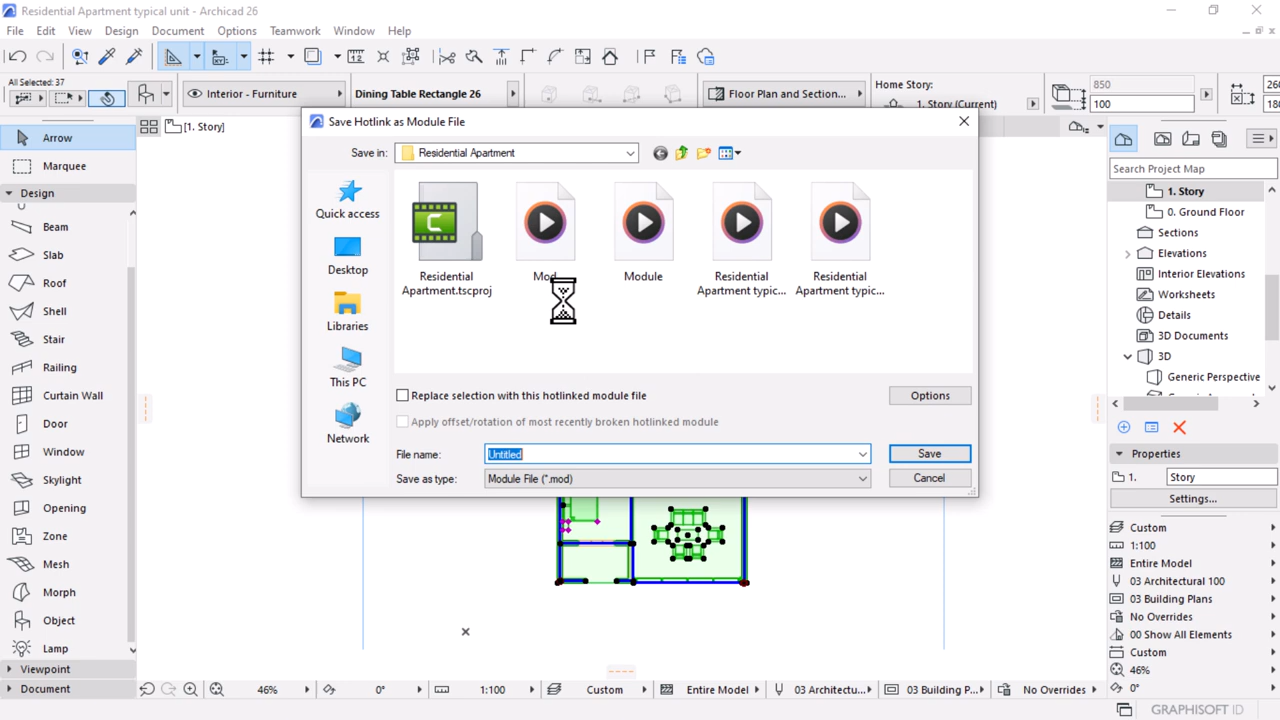 Residential Apartment typical unit - Archicad 26
File Edit View Design Document Options Teamwork Window Help
All Selected: 37
Interior - Furniture
Dining Table Rectangle 26
Floor Plan and Section...
Home Story:
1. Story (Current)
850
100
260
[1. Story]
Arrow
Marquee
Design
Beam
Slab
Roof
Shell
Stair
Railing
Curtain Wall
Door
Window
Skylight
Opening
Zone
Mesh
Morph
Object
Lamp
Viewpoint
Document
Save Hotlink as Module File
Save in:
Residential Apartment
Quick access
Desktop
Libraries
This PC
Network
Residential
Apartment.tscproj
Mod
Module
Residential
Apartment typic...
Residential
Apartment typic...
Replace selection with this hotlinked module file
Options
Apply offset/rotation of most recently broken hotlinked module
File name:
Untitled
Save
Save as type:
Module File (*.mod)
Cancel
Search Project Map
1. Story
0. Ground Floor
Sections
Elevations
Interior Elevations
Worksheets
Details
3D Documents
3D
Generic Perspective
Properties
1.
Story
Settings...
Custom
1:100
Entire Model
03 Architectural 100
03 Building Plans
No Overrides
00 Show All Elements
Custom
46%
0°
46%
0°
1:100
Custom
Entire Model
03 Architectu...
03 Building P...
No Overrides
GRAPHISOFT ID